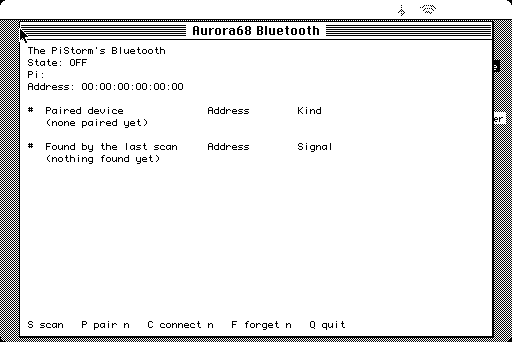 Aurora68 Bluetooth
The PiStorm's Bluetooth
State: OFF
Pi:
Address: 00:00:00:00:00:00
#  Paired device  Address  Kind
(none paired yet)
#  Found by the last scan  Address  Signal
(nothing found yet)
er
S scan  P pair n  C connect n  F forget n  Q quit